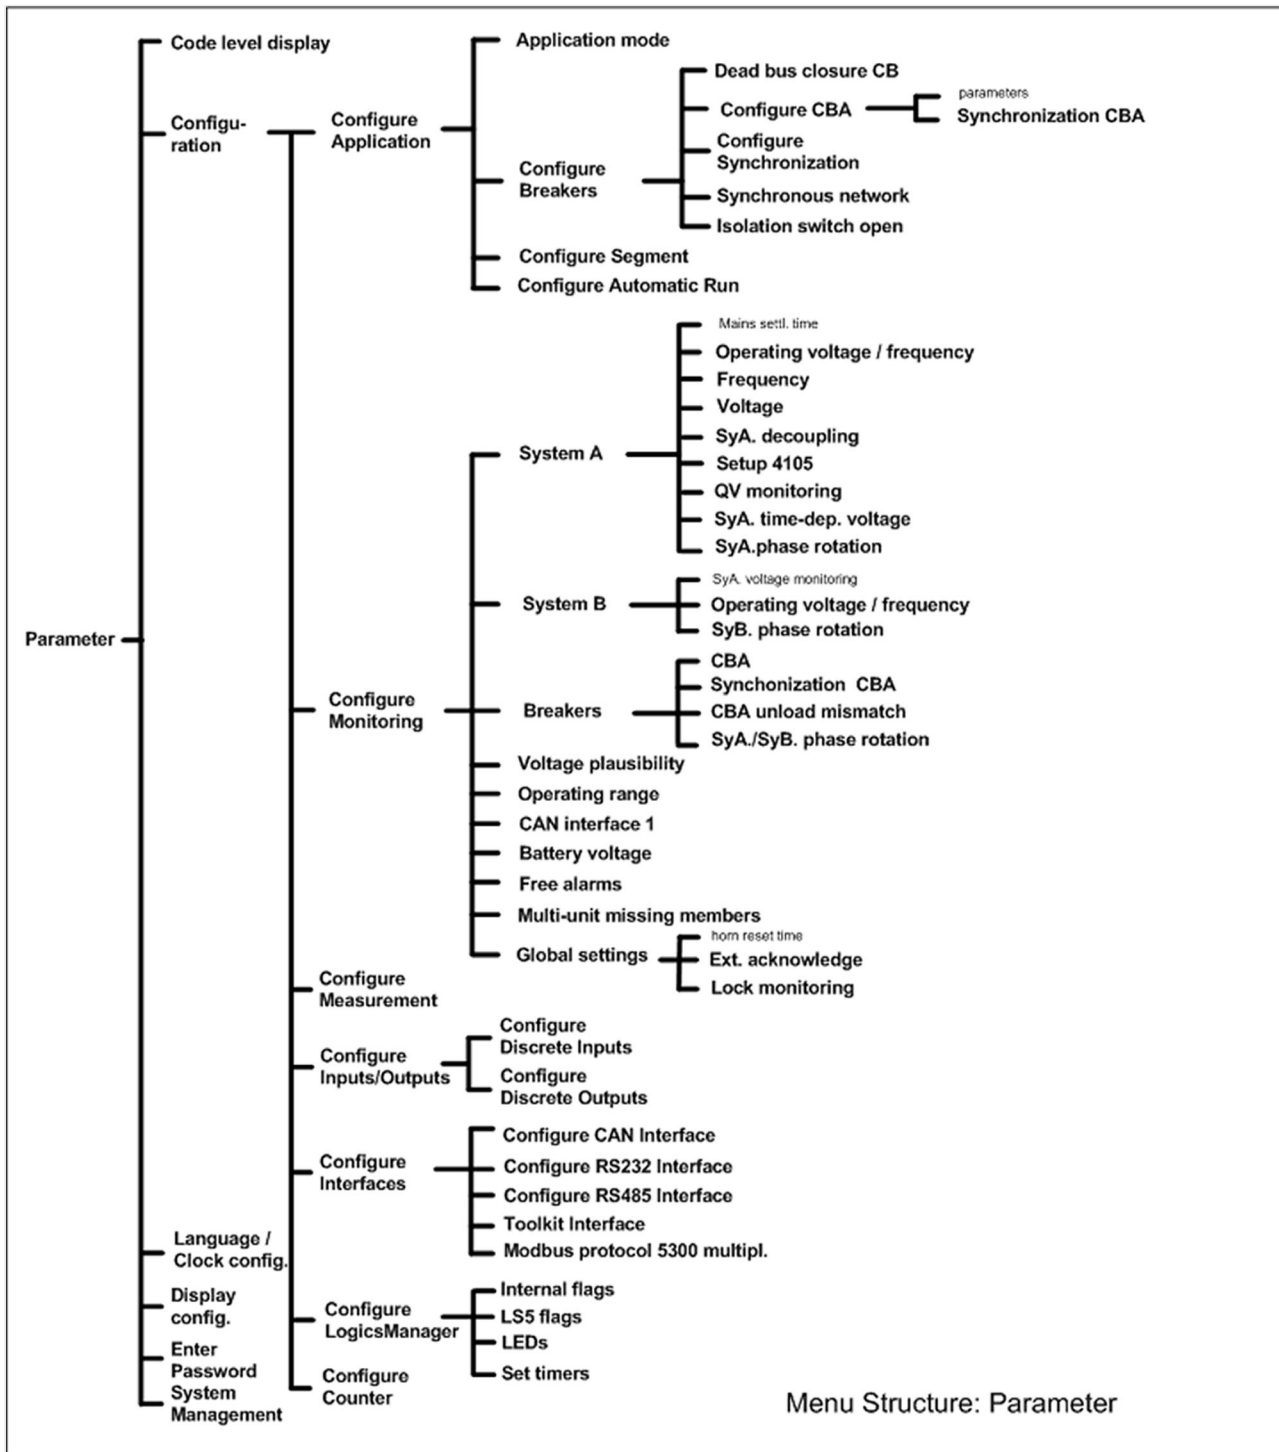 Code level display
Configu-
ration
Configure
Application
Application mode
Configure
Breakers
Dead bus closure CB
Configure CBA
parameters
Synchronization CBA
Configure
Synchronization
Synchronous network
Isolation switch open
Configure Segment
Configure Automatic Run
Parameter
Configure
Monitoring
System A
Mains settl. time
Operating voltage / frequency
Frequency
Voltage
SyA. decoupling
Setup 4105
QV monitoring
SyA. time-dep. voltage
SyA.phase rotation
System B
SyA. voltage monitoring
Operating voltage / frequency
SyB. phase rotation
Breakers
CBA
Synchonization CBA
CBA unload mismatch
SyA./SyB. phase rotation
Voltage plausibility
Operating range
CAN interface 1
Battery voltage
Free alarms
Multi-unit missing members
Global settings
horn reset time
Ext. acknowledge
Lock monitoring
Configure
Measurement
Configure
Inputs/Outputs
Configure
Discrete Inputs
Configure
Discrete Outputs
Configure
Interfaces
Configure CAN Interface
Configure RS232 Interface
Configure RS485 Interface
Toolkit Interface
Modbus protocol 5300 multipl.
Configure
LogicsManager
Internal flags
LS5 flags
LEDs
Set timers
Configure
Counter
Language /
Clock config.
Display
config.
Enter
Password
System
Management
Menu Structure: Parameter